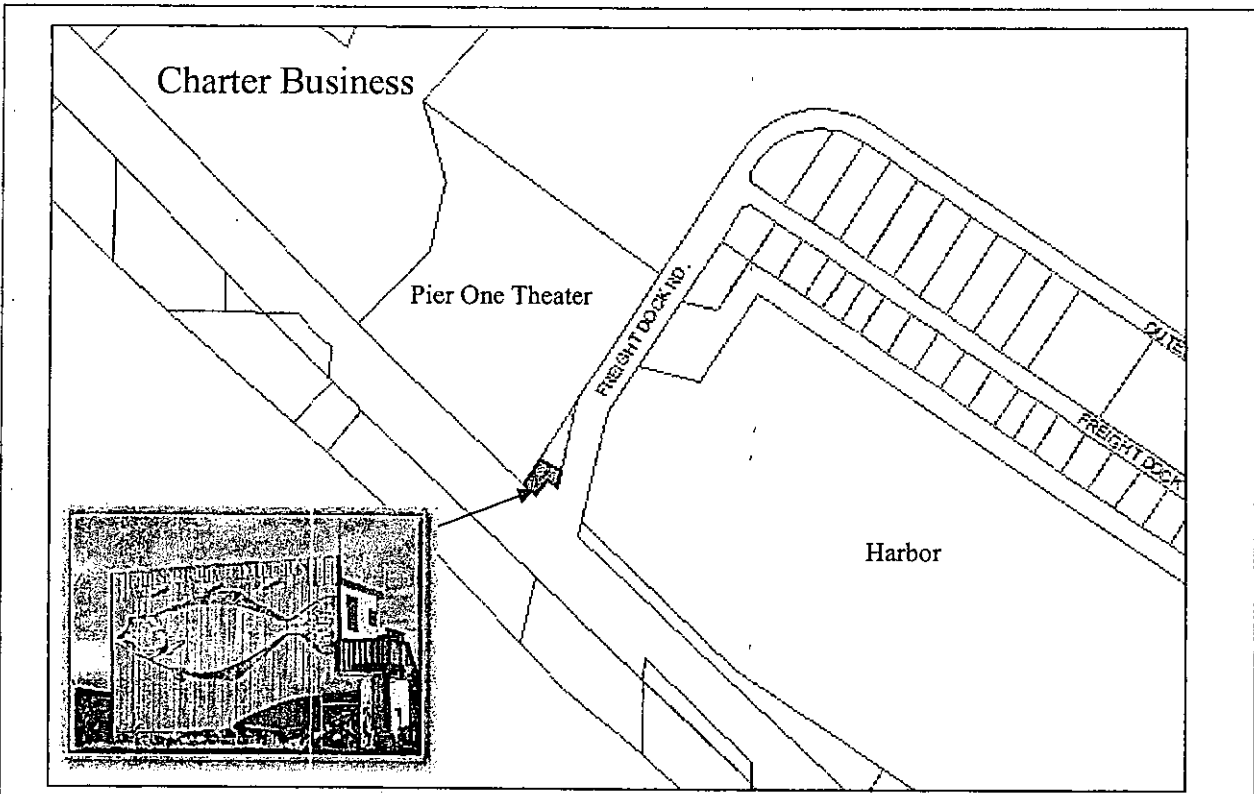 Charter Business
Pier One Theater
FREIGHT DOCK RD.
FREIGHT DOCK
Harbor